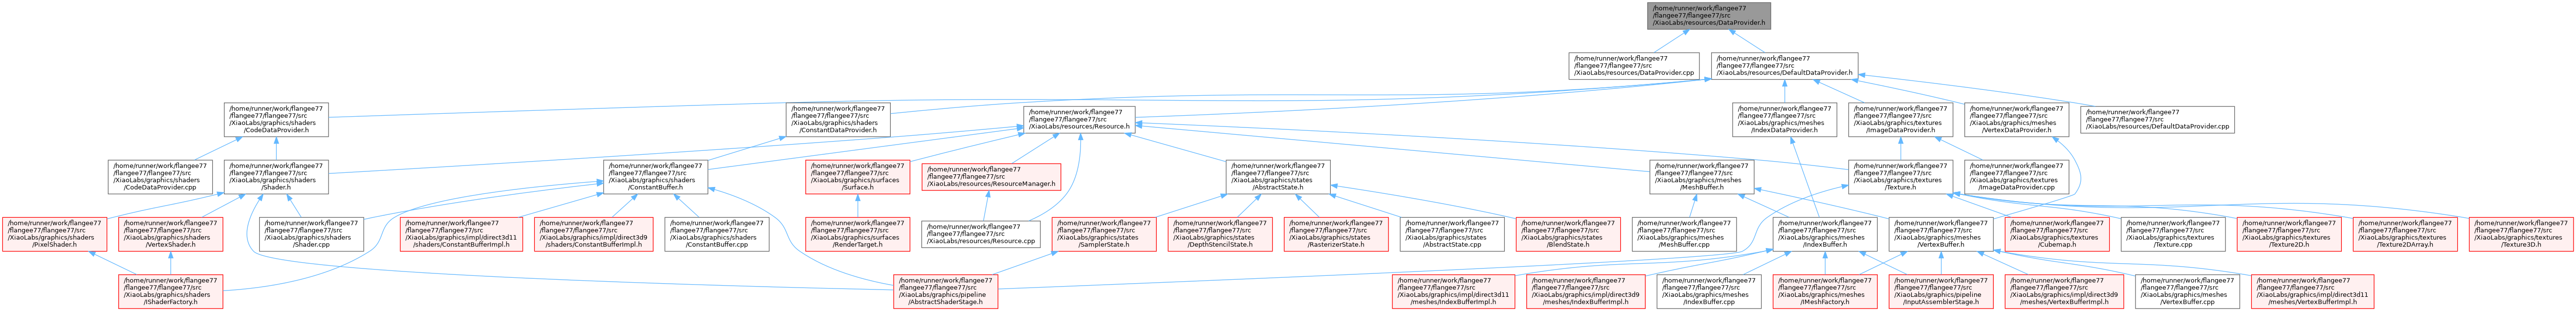 /home/runner/work/flangee77
/flangee77/flangee77/src
/XiaoLabs/resources/DataProvider.h
/home/runner/work/flangee77
/flangee77/flangee77/src
/XiaoLabs/resources/DataProvider.cpp
/home/runner/work/flangee77
/flangee77/flangee77/src
/XiaoLabs/resources/DefaultDataProvider.h
/home/runner/work/flangee77
/flangee77/flangee77/src
/XiaoLabs/graphics/shaders
/CodeDataProvider.h
/home/runner/work/flangee77
/flangee77/flangee77/src
/XiaoLabs/graphics/shaders
/ConstantDataProvider.h
/home/runner/work/flangee77
/flangee77/flangee77/src
/XiaoLabs/resources/Resource.h
/home/runner/work/flangee77
/flangee77/flangee77/src
/XiaoLabs/graphics/meshes
/IndexDataProvider.h
/home/runner/work/flangee77
/flangee77/flangee77/src
/XiaoLabs/graphics/textures
/ImageDataProvider.h
/home/runner/work/flangee77
/flangee77/flangee77/src
/XiaoLabs/graphics/meshes
/VertexDataProvider.h
/home/runner/work/flangee77
/flangee77/flangee77/src
/XiaoLabs/resources/DefaultDataProvider.cpp
/home/runner/work/flangee77
/flangee77/flangee77/src
/XiaoLabs/graphics/shaders
/CodeDataProvider.cpp
/home/runner/work/flangee77
/flangee77/flangee77/src
/XiaoLabs/graphics/shaders
/Shader.h
/home/runner/work/flangee77
/flangee77/flangee77/src
/XiaoLabs/graphics/shaders
/ConstantBuffer.h
/home/runner/work/flangee77
/flangee77/flangee77/src
/XiaoLabs/graphics/surfaces
/Surface.h
/home/runner/work/flangee77
/flangee77/flangee77/src
/XiaoLabs/resources/ResourceManager.h
/home/runner/work/flangee77
/flangee77/flangee77/src
/XiaoLabs/graphics/states
/AbstractState.h
/home/runner/work/flangee77
/flangee77/flangee77/src
/XiaoLabs/graphics/meshes
/MeshBuffer.h
/home/runner/work/flangee77
/flangee77/flangee77/src
/XiaoLabs/graphics/textures
/Texture.h
/home/runner/work/flangee77
/flangee77/flangee77/src
/XiaoLabs/graphics/textures
/ImageDataProvider.cpp
/home/runner/work/flangee77
/flangee77/flangee77/src
/XiaoLabs/graphics/shaders
/PixelShader.h
/home/runner/work/flangee77
/flangee77/flangee77/src
/XiaoLabs/graphics/shaders
/VertexShader.h
/home/runner/work/flangee77
/flangee77/flangee77/src
/XiaoLabs/graphics/shaders
/Shader.cpp
/home/runner/work/flangee77
/flangee77/flangee77/src
/XiaoLabs/graphics/impl/direct3d11
/shaders/ConstantBufferImpl.h
/home/runner/work/flangee77
/flangee77/flangee77/src
/XiaoLabs/graphics/impl/direct3d9
/shaders/ConstantBufferImpl.h
/home/runner/work/flangee77
/flangee77/flangee77/src
/XiaoLabs/graphics/shaders
/ConstantBuffer.cpp
/home/runner/work/flangee77
/flangee77/flangee77/src
/XiaoLabs/graphics/surfaces
/RenderTarget.h
/home/runner/work/flangee77
/flangee77/flangee77/src
/XiaoLabs/resources/Resource.cpp
/home/runner/work/flangee77
/flangee77/flangee77/src
/XiaoLabs/graphics/states
/SamplerState.h
/home/runner/work/flangee77
/flangee77/flangee77/src
/XiaoLabs/graphics/states
/DepthStencilState.h
/home/runner/work/flangee77
/flangee77/flangee77/src
/XiaoLabs/graphics/states
/RasterizerState.h
/home/runner/work/flangee77
/flangee77/flangee77/src
/XiaoLabs/graphics/states
/AbstractState.cpp
/home/runner/work/flangee77
/flangee77/flangee77/src
/XiaoLabs/graphics/states
/BlendState.h
/home/runner/work/flangee77
/flangee77/flangee77/src
/XiaoLabs/graphics/meshes
/MeshBuffer.cpp
/home/runner/work/flangee77
/flangee77/flangee77/src
/XiaoLabs/graphics/meshes
/IndexBuffer.h
/home/runner/work/flangee77
/flangee77/flangee77/src
/XiaoLabs/graphics/meshes
/VertexBuffer.h
/home/runner/work/flangee77
/flangee77/flangee77/src
/XiaoLabs/graphics/textures
/Cubemap.h
/home/runner/work/flangee77
/flangee77/flangee77/src
/XiaoLabs/graphics/textures
/Texture.cpp
/home/runner/work/flangee77
/flangee77/flangee77/src
/XiaoLabs/graphics/textures
/Texture2D.h
/home/runner/work/flangee77
/flangee77/flangee77/src
/XiaoLabs/graphics/textures
/Texture2DArray.h
/home/runner/work/flangee77
/flangee77/flangee77/src
/XiaoLabs/graphics/textures
/Texture3D.h
/home/runner/work/flangee77
/flangee77/flangee77/src
/XiaoLabs/graphics/shaders
/IShaderFactory.h
/home/runner/work/flangee77
/flangee77/flangee77/src
/XiaoLabs/graphics/pipeline
/AbstractShaderStage.h
/home/runner/work/flangee77
/flangee77/flangee77/src
/XiaoLabs/graphics/impl/direct3d11
/meshes/IndexBufferImpl.h
/home/runner/work/flangee77
/flangee77/flangee77/src
/XiaoLabs/graphics/impl/direct3d9
/meshes/IndexBufferImpl.h
/home/runner/work/flangee77
/flangee77/flangee77/src
/XiaoLabs/graphics/meshes
/IndexBuffer.cpp
/home/runner/work/flangee77
/flangee77/flangee77/src
/XiaoLabs/graphics/meshes
/IMeshFactory.h
/home/runner/work/flangee77
/flangee77/flangee77/src
/XiaoLabs/graphics/pipeline
/InputAssemblerStage.h
/home/runner/work/flangee77
/flangee77/flangee77/src
/XiaoLabs/graphics/impl/direct3d9
/meshes/VertexBufferImpl.h
/home/runner/work/flangee77
/flangee77/flangee77/src
/XiaoLabs/graphics/meshes
/VertexBuffer.cpp
/home/runner/work/flangee77
/flangee77/flangee77/src
/XiaoLabs/graphics/impl/direct3d11
/meshes/VertexBufferImpl.h